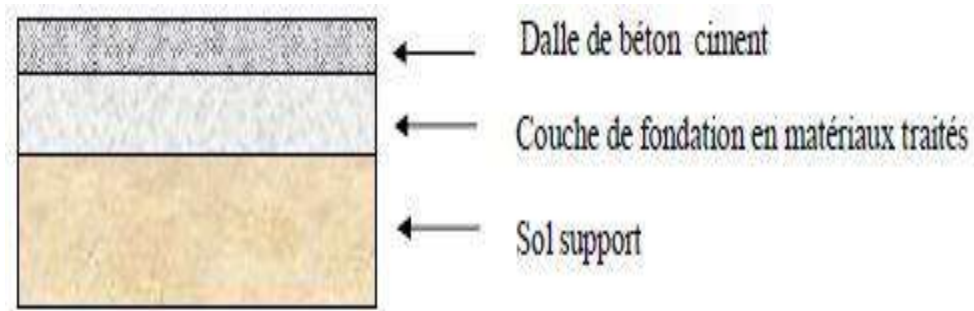 Dalle de béton ciment
Couche de fondation en matériaux traités
Sol support